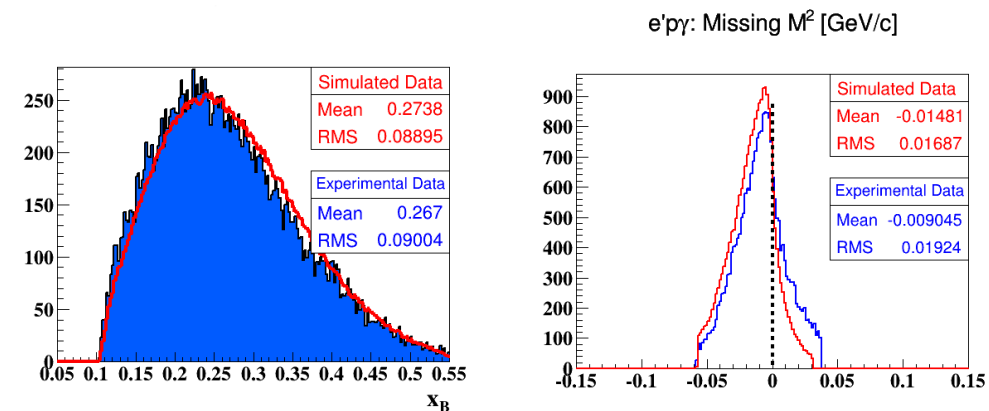 e'pγ: Missing M² [GeV/c]
Simulated Data
Mean 0.2738
RMS 0.08895
Experimental Data
Mean 0.267
RMS 0.09004
250
200
150
100
50
0
0.05 0.1 0.15 0.2 0.25 0.3 0.35 0.4 0.45 0.5 0.55
x_B
Simulated Data
Mean -0.01481
RMS 0.01687
Experimental Data
Mean -0.009045
RMS 0.01924
900
800
700
600
500
400
300
200
100
0
-0.15 -0.1 -0.05 0 0.05 0.1 0.15